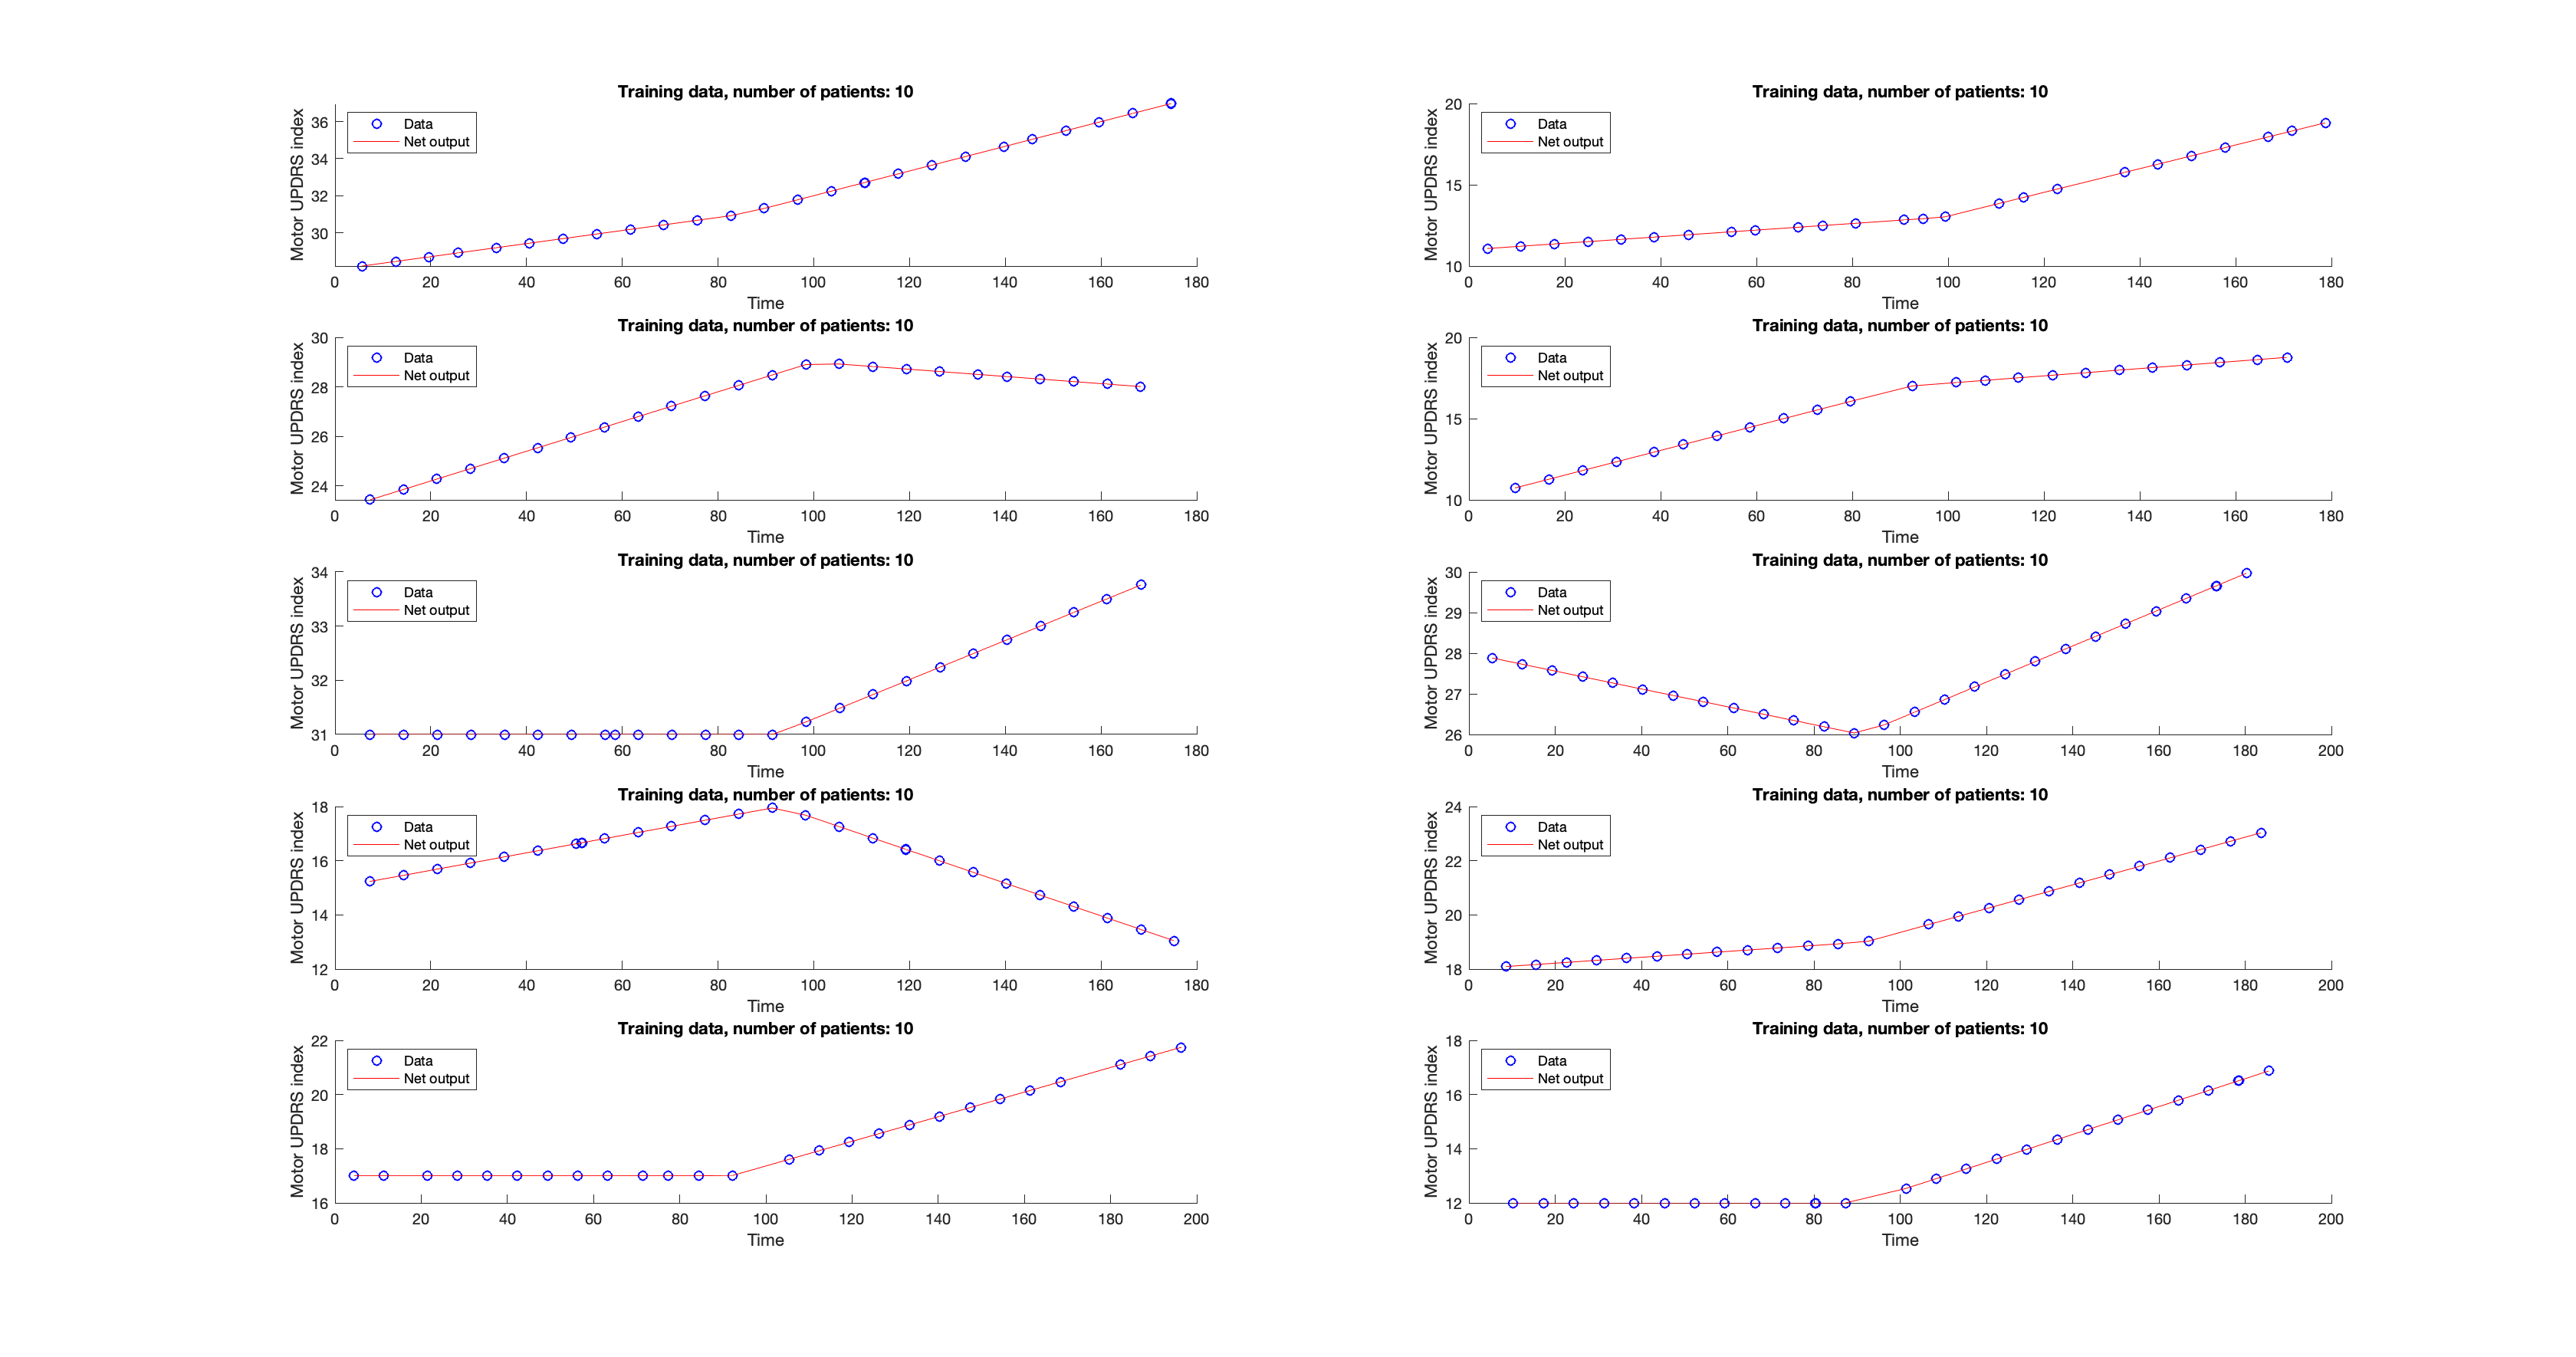 Training data, number of patients: 10
Motor UPDRS index
36
34
32
30
Data
Net output
0 20 40 60 80 100 120 140 160 180
Time
Training data, number of patients: 10
Motor UPDRS index
20
15
10
Data
Net output
0 20 40 60 80 100 120 140 160 180
Time
Training data, number of patients: 10
Motor UPDRS index
30
28
26
24
Data
Net output
0 20 40 60 80 100 120 140 160 180
Time
Training data, number of patients: 10
Motor UPDRS index
20
15
10
Data
Net output
0 20 40 60 80 100 120 140 160 180
Time
Training data, number of patients: 10
Motor UPDRS index
34
33
32
31
Data
Net output
0 20 40 60 80 100 120 140 160 180
Time
Training data, number of patients: 10
Motor UPDRS index
30
29
28
27
26
Data
Net output
0 20 40 60 80 100 120 140 160 180 200
Time
Training data, number of patients: 10
Motor UPDRS index
18
16
14
12
Data
Net output
0 20 40 60 80 100 120 140 160 180
Time
Training data, number of patients: 10
Motor UPDRS index
24
22
20
18
Data
Net output
0 20 40 60 80 100 120 140 160 180 200
Time
Training data, number of patients: 10
Motor UPDRS index
22
20
18
16
Data
Net output
0 20 40 60 80 100 120 140 160 180 200
Time
Training data, number of patients: 10
Motor UPDRS index
18
16
14
12
Data
Net output
0 20 40 60 80 100 120 140 160 180 200
Time